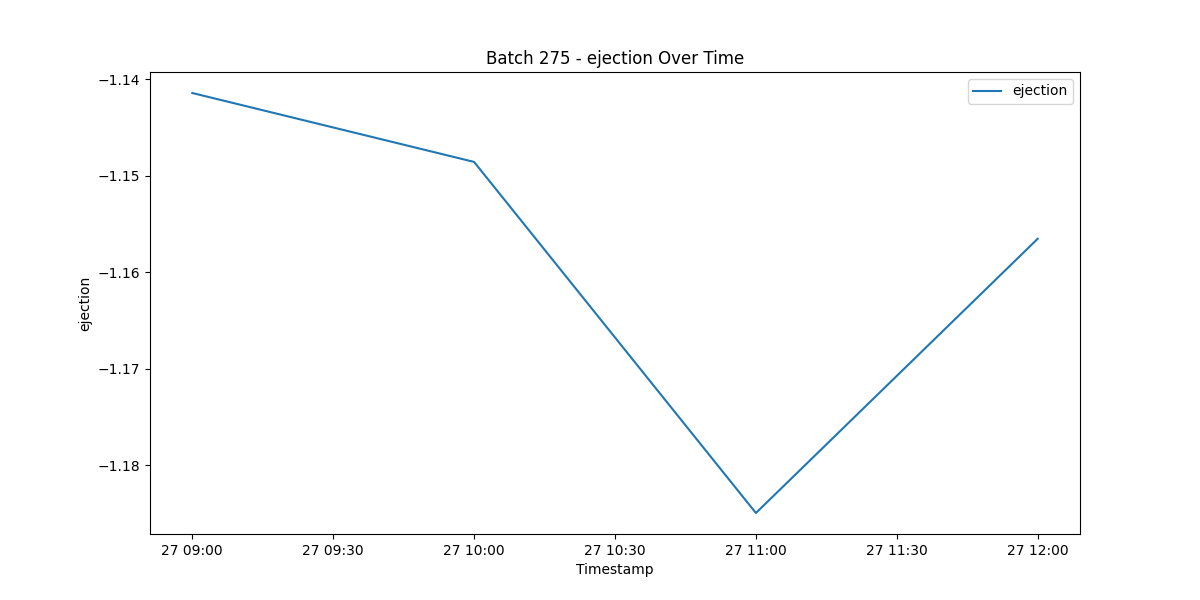 Batch 275 - ejection Over Time
ejection
−1.14
−1.15
−1.16
−1.17
−1.18
ejection
27 09:00 27 09:30 27 10:00 27 10:30 27 11:00 27 11:30 27 12:00
Timestamp